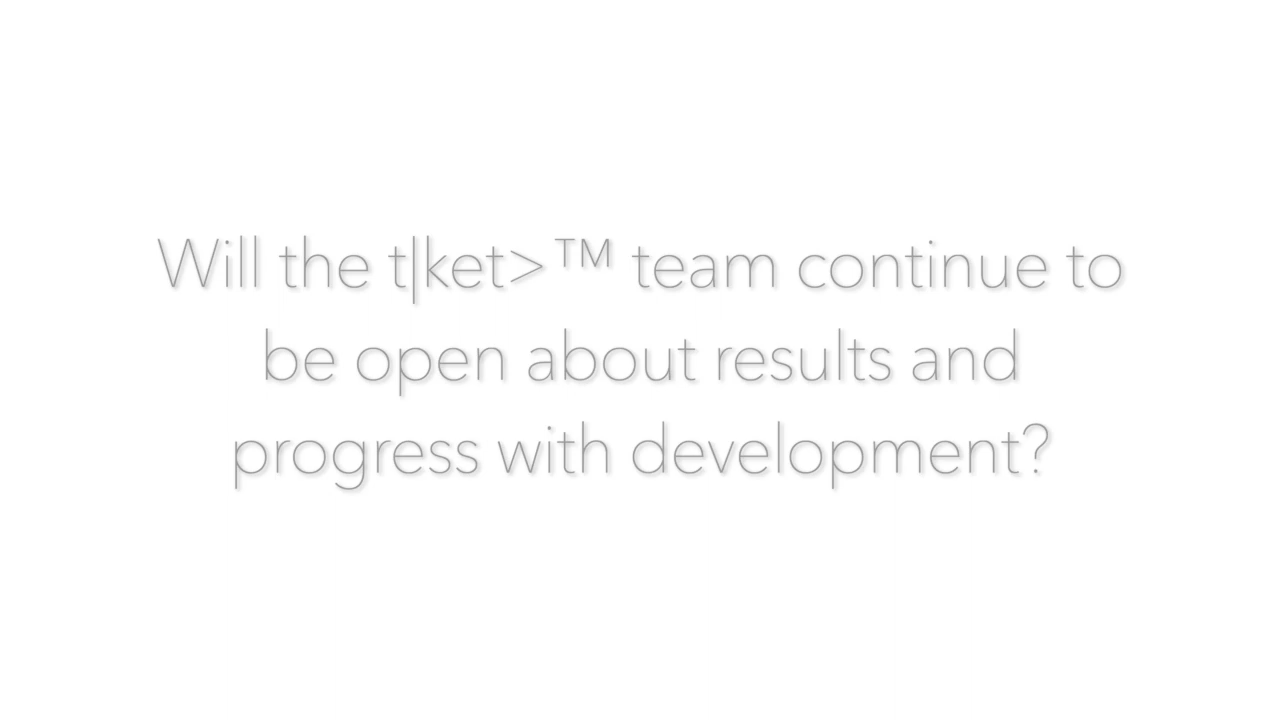 Will the t|ket>™ team continue to
be open about results and
progress with development?